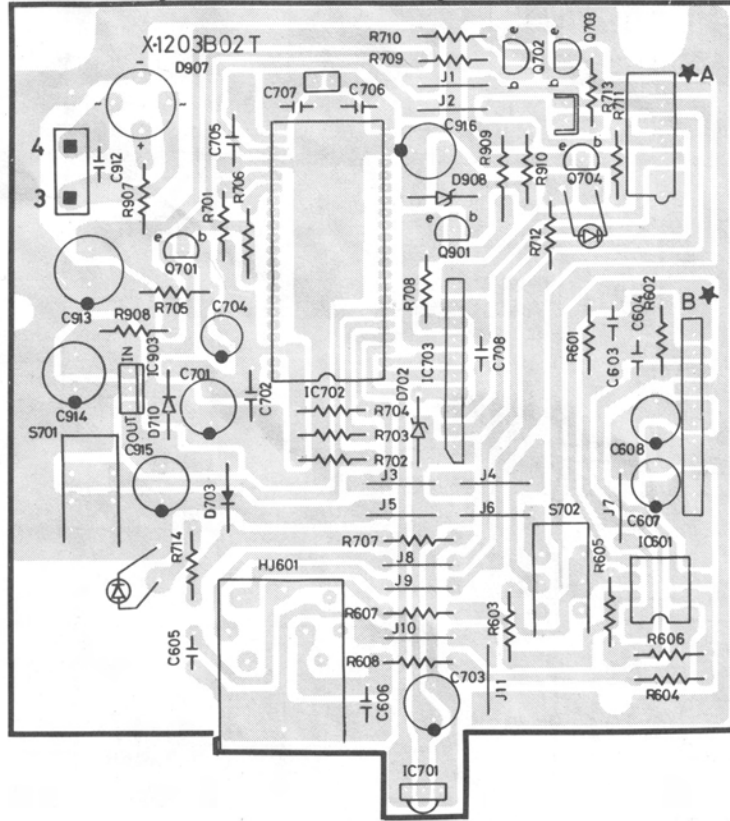 X-1203B02T
D907
R710
R709
J1
J2
e
Q702
b
e
Q703
b
R713
R711
★A
C707
C706
C705
C916
4
3
C912
R907
R701
R706
D908
R909
R910
e
b
Q704
R712
e
b
Q701
e
b
Q901
C913
R705
R908
C704
R708
IC703
C708
R601
C603
C604
R602
B★
C914
IN
OUT
IC903
D710
C701
C702
IC702
D702
R704
R703
R702
S701
C915
D703
J3
J4
J5
J6
C608
C607
J7
S702
IC601
R714
HJ601
R707
J8
J9
R607
J10
R608
R603
R605
R606
R604
C605
C606
C703
J11
IC701